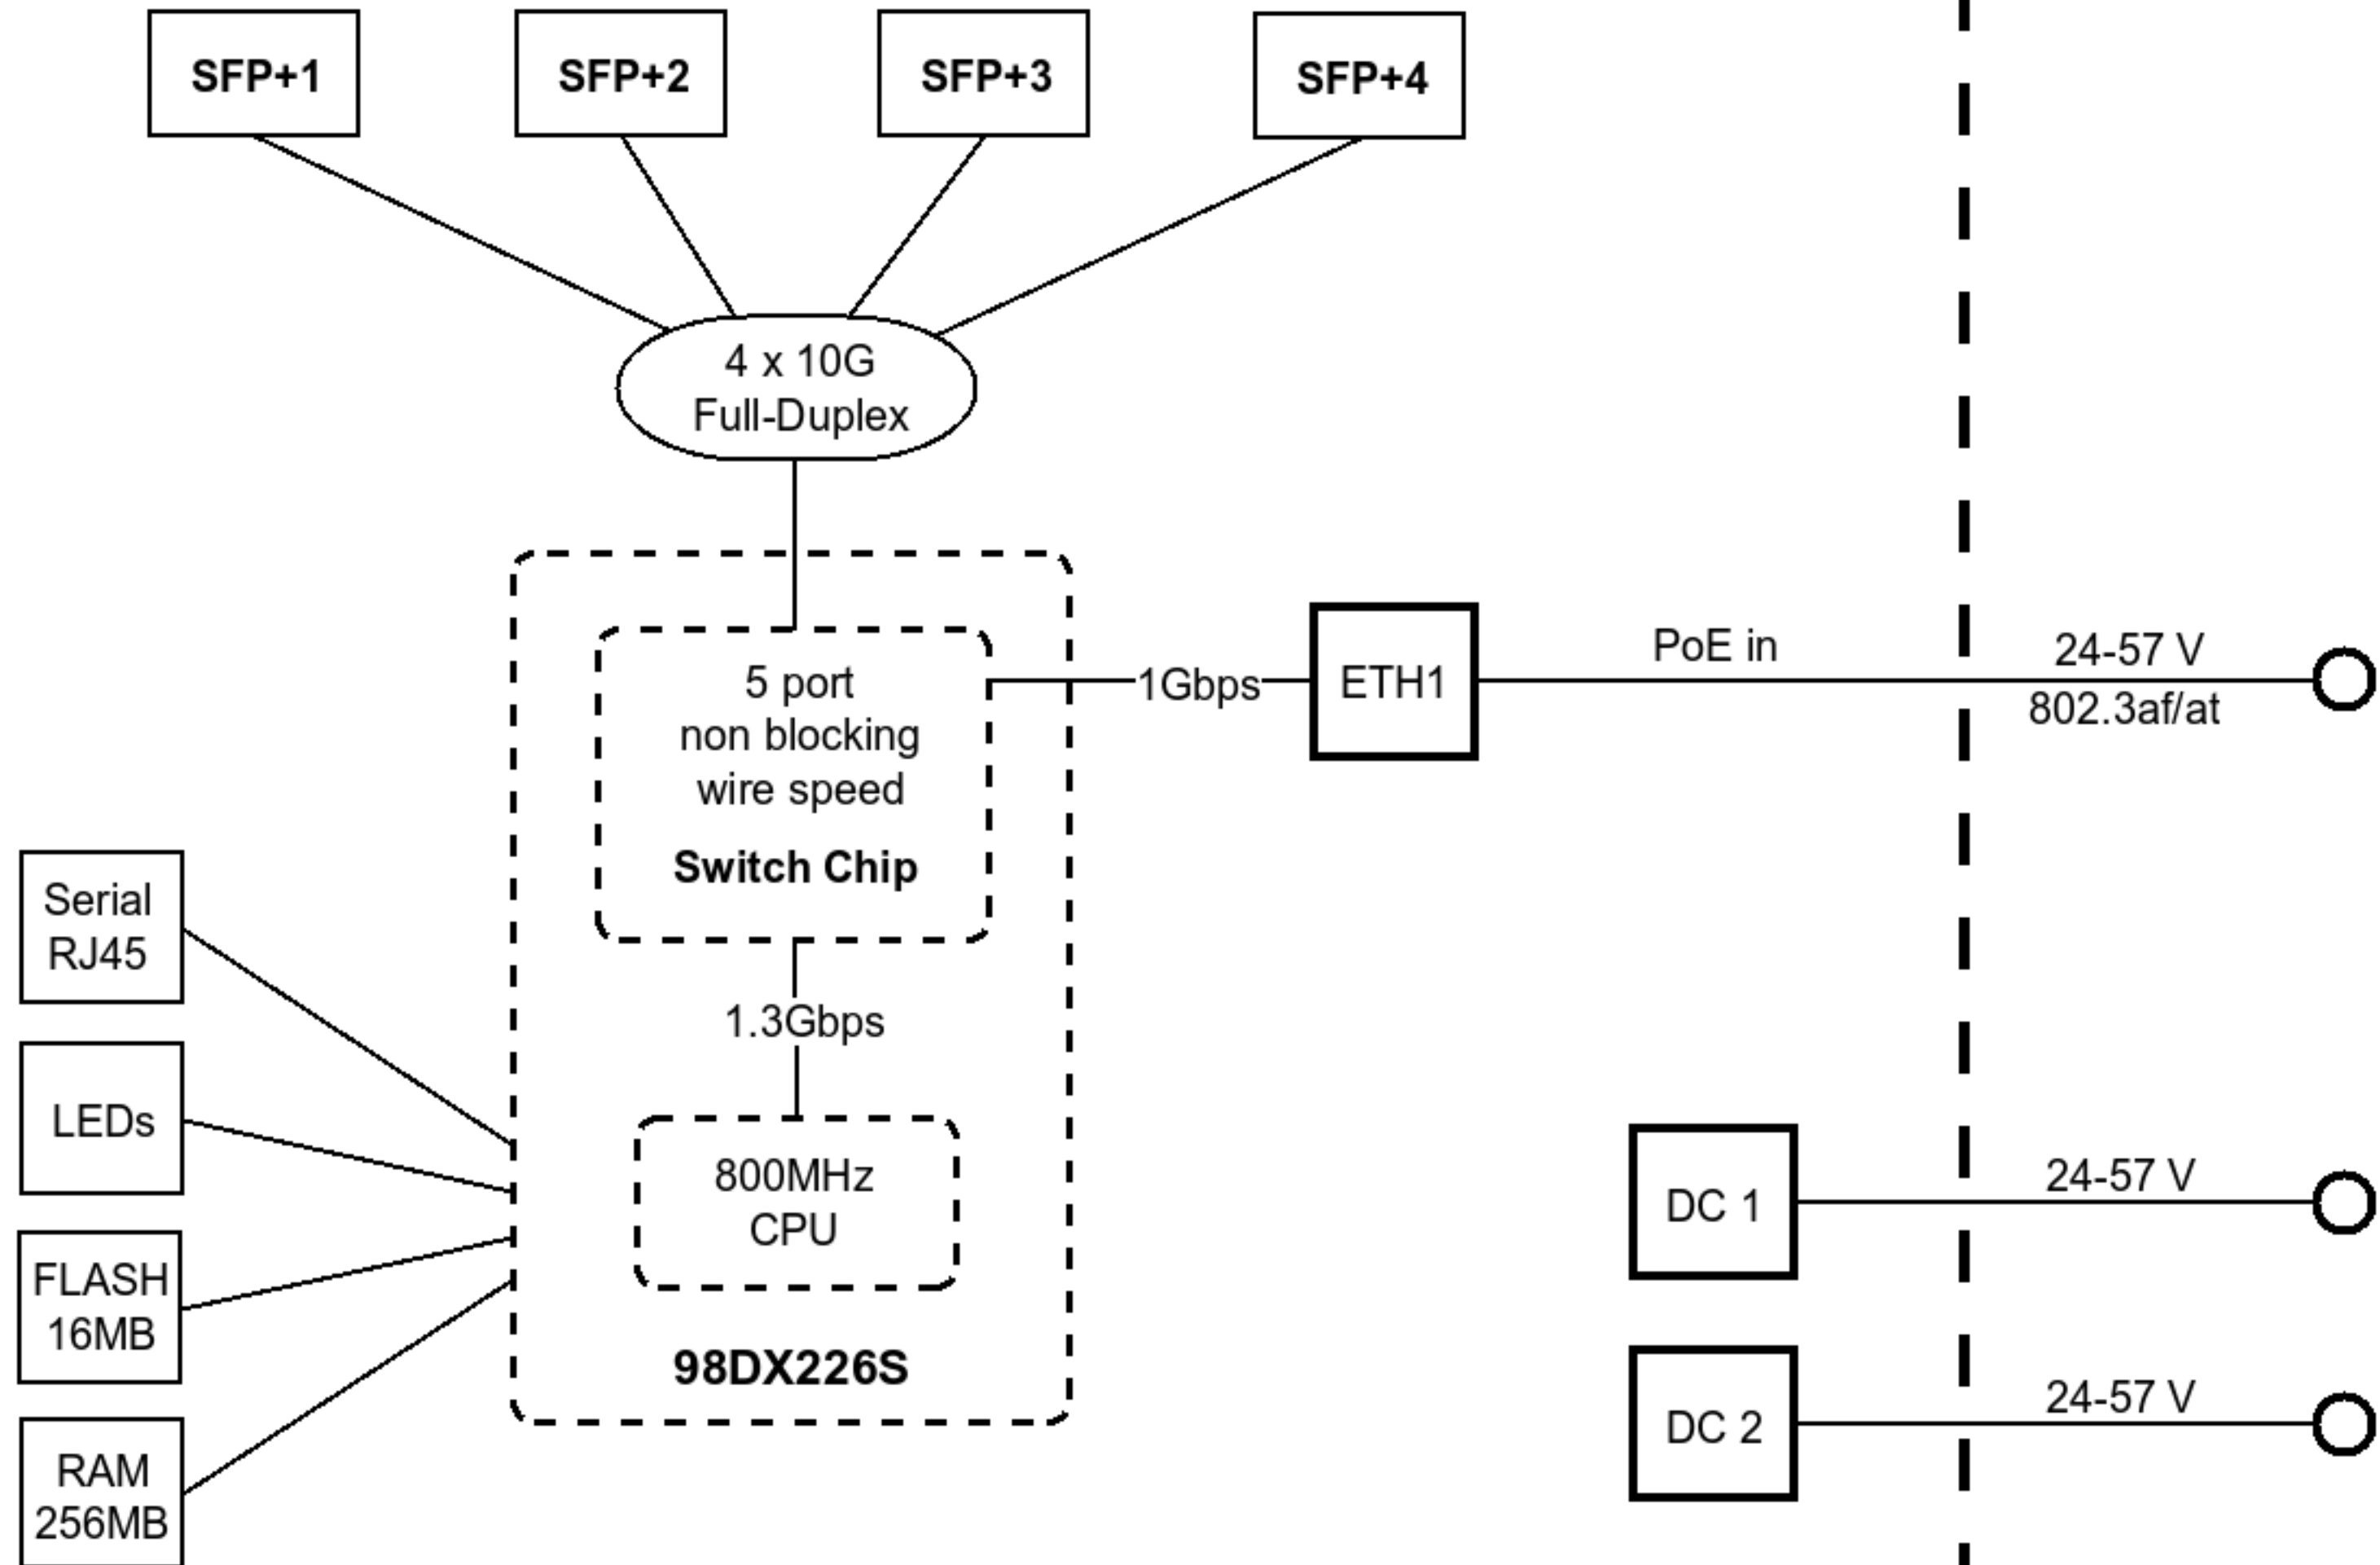 SFP+1
SFP+2
SFP+3
SFP+4
4 x 10G
Full-Duplex
5 port
non blocking
wire speed
Switch Chip
1Gbps
ETH1
PoE in
24-57 V
802.3af/at
Serial
RJ45
LEDs
FLASH
16MB
RAM
256MB
1.3Gbps
800MHz
CPU
98DX226S
DC 1
24-57 V
DC 2
24-57 V